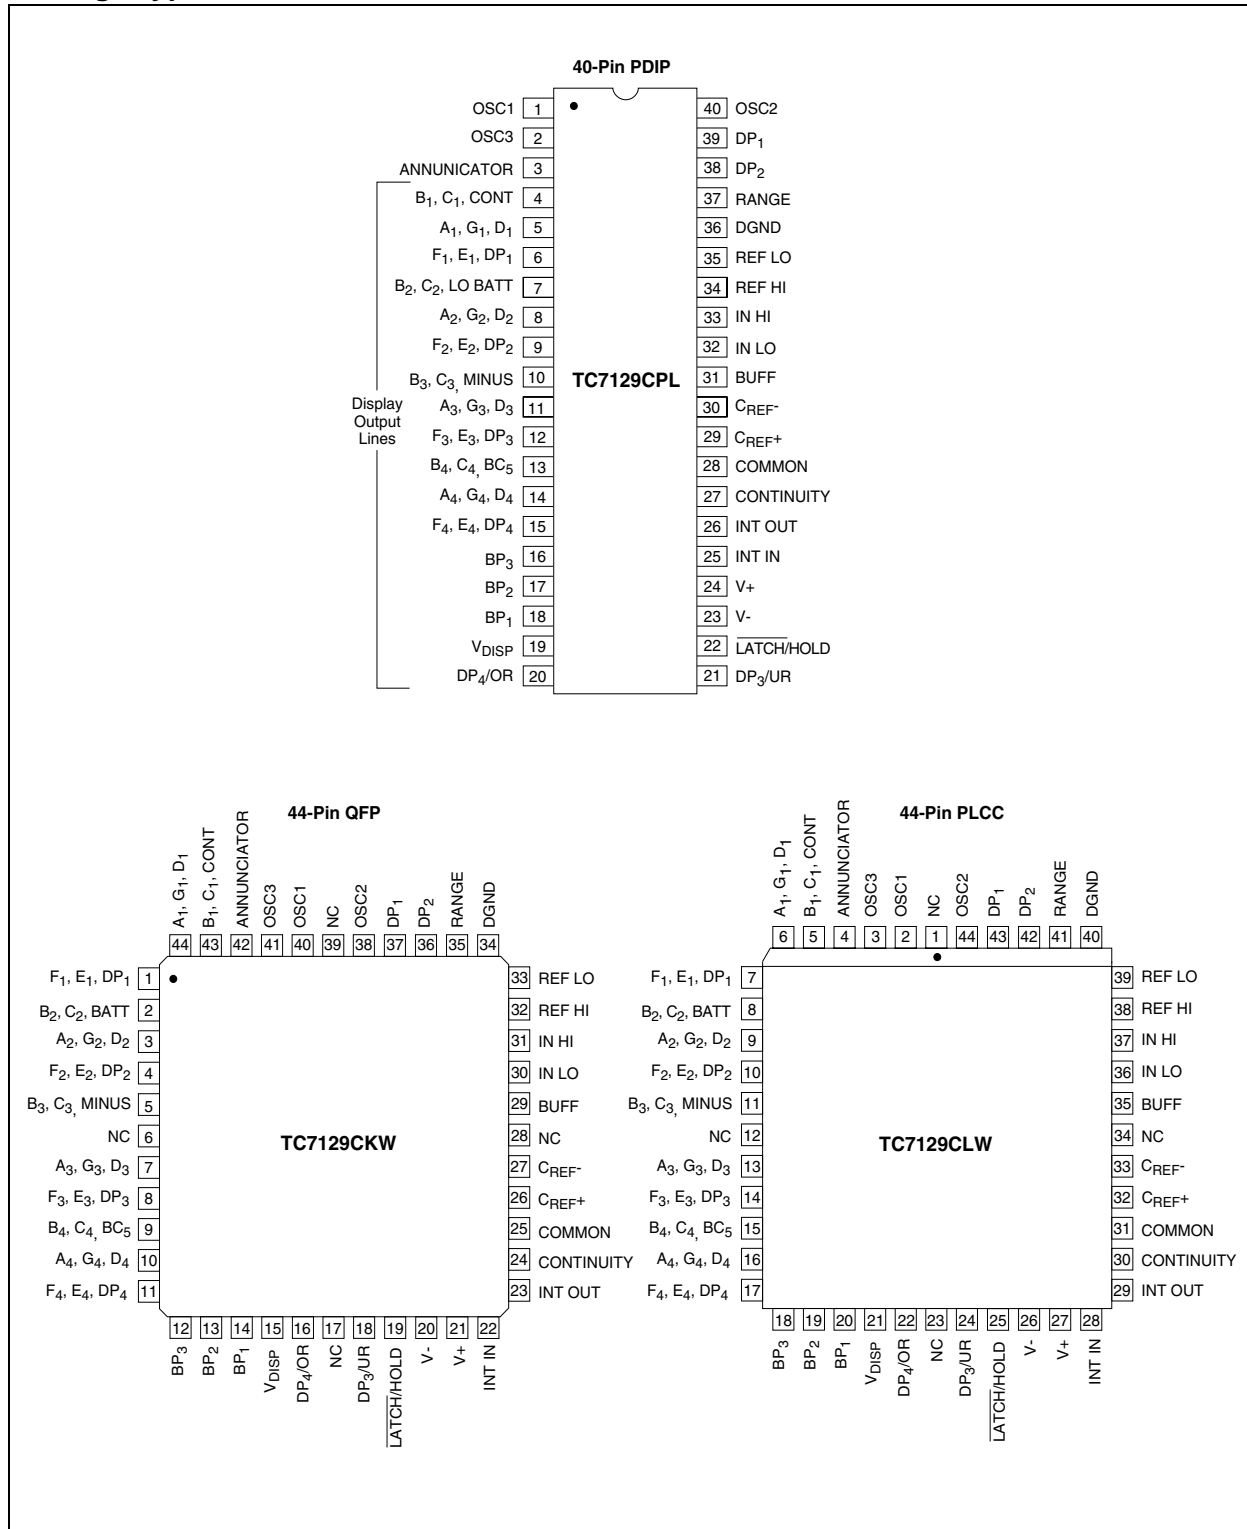 40-Pin PDIP
OSC1 1
OSC3 2
ANNUNICATOR 3
B1, C1, CONT 4
A1, G1, D1 5
F1, E1, DP1 6
B2, C2, LO BATT 7
A2, G2, D2 8
F2, E2, DP2 9
B3, C3, MINUS 10
A3, G3, D3 11
F3, E3, DP3 12
B4, C4, BC5 13
A4, G4, D4 14
F4, E4, DP4 15
BP3 16
BP2 17
BP1 18
VDISP 19
DP4/OR 20
Display
Output
Lines
TC7129CPL
40 OSC2
39 DP1
38 DP2
37 RANGE
36 DGND
35 REF LO
34 REF HI
33 IN HI
32 IN LO
31 BUFF
30 CREF-
29 CREF+
28 COMMON
27 CONTINUITY
26 INT OUT
25 INT IN
24 V+
23 V-
22 LATCH/HOLD
21 DP3/UR
44-Pin QFP
A1, G1, D1 44
B1, C1, CONT 43
ANNUNCIATOR 42
OSC3 41
OSC1 40
NC 39
OSC2 38
DP1 37
DP2 36
RANGE 35
DGND 34
F1, E1, DP1 1
B2, C2, BATT 2
A2, G2, D2 3
F2, E2, DP2 4
B3, C3, MINUS 5
NC 6
A3, G3, D3 7
F3, E3, DP3 8
B4, C4, BC5 9
A4, G4, D4 10
F4, E4, DP4 11
TC7129CKW
33 REF LO
32 REF HI
31 IN HI
30 IN LO
29 BUFF
28 NC
27 CREF-
26 CREF+
25 COMMON
24 CONTINUITY
23 INT OUT
12 BP3
13 BP2
14 BP1
15 VDISP
16 DP4/OR
17 NC
18 DP3/UR
19 LATCH/HOLD
20 V-
21 V+
22 INT IN
44-Pin PLCC
A1, G1, D1 6
B1, C1, CONT 5
ANNUNCIATOR 4
OSC3 3
OSC1 2
NC 1
OSC2 44
DP1 43
DP2 42
RANGE 41
DGND 40
F1, E1, DP1 7
B2, C2, BATT 8
A2, G2, D2 9
F2, E2, DP2 10
B3, C3, MINUS 11
NC 12
A3, G3, D3 13
F3, E3, DP3 14
B4, C4, BC5 15
A4, G4, D4 16
F4, E4, DP4 17
TC7129CLW
39 REF LO
38 REF HI
37 IN HI
36 IN LO
35 BUFF
34 NC
33 CREF-
32 CREF+
31 COMMON
30 CONTINUITY
29 INT OUT
18 BP3
19 BP2
20 BP1
21 VDISP
22 DP4/OR
23 NC
24 DP3/UR
25 LATCH/HOLD
26 V-
27 V+
28 INT IN